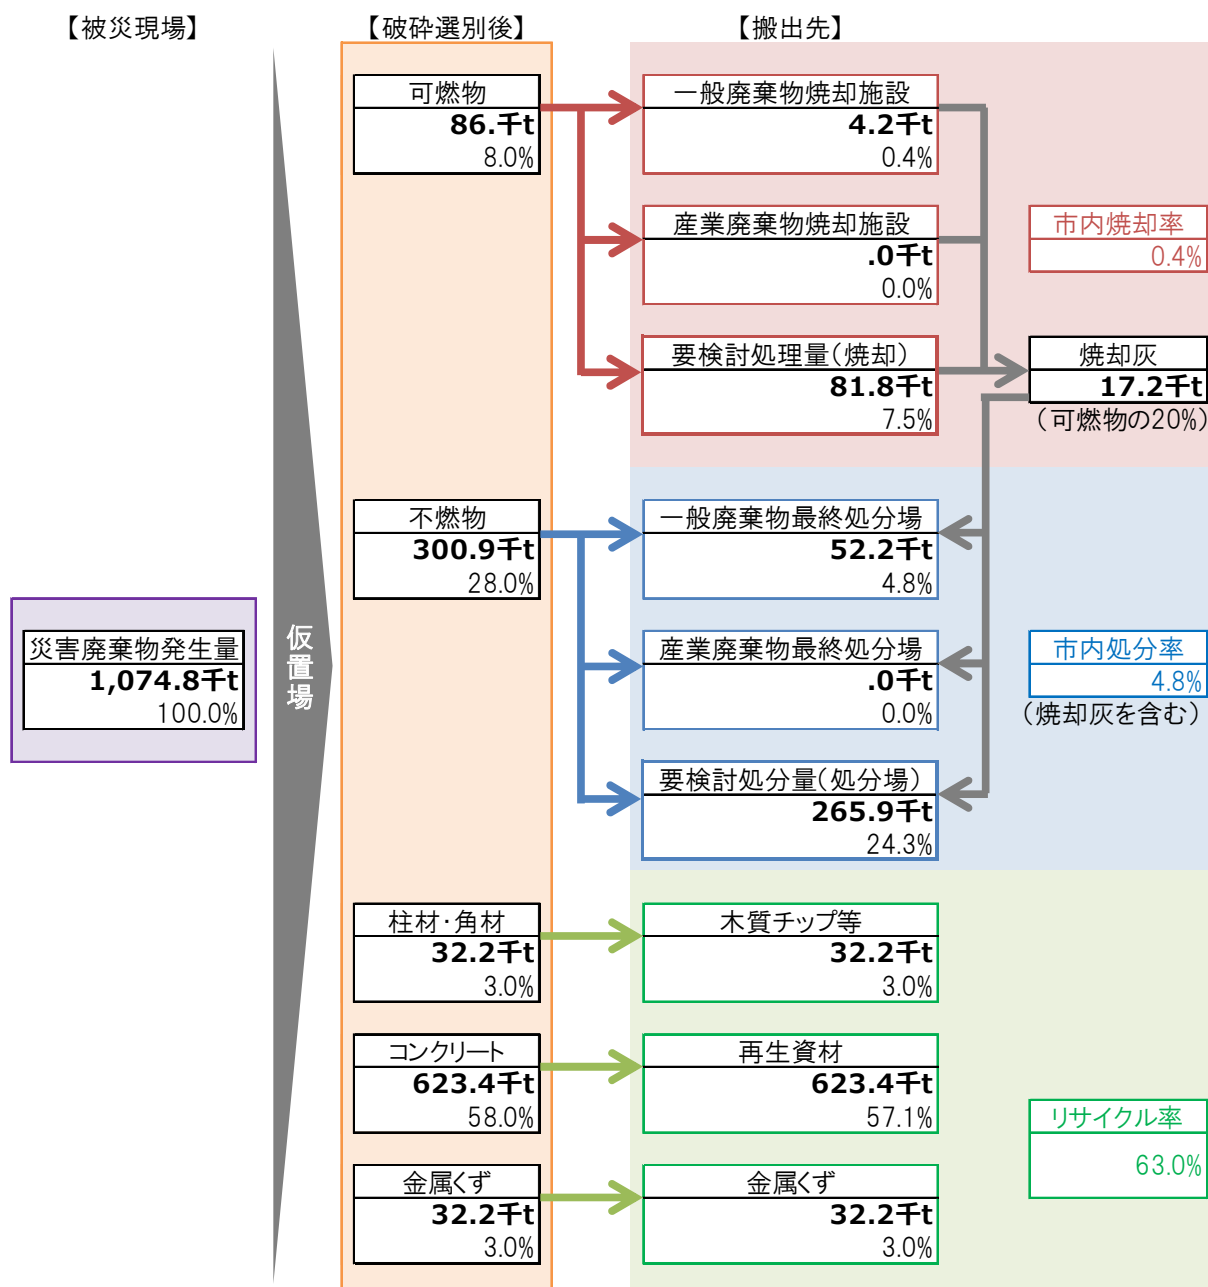 【被災現場】
【破砕選別後】
【搬出先】
災害廃棄物発生量
1,074.8千t
100.0%
仮置場
可燃物
86.千t
8.0%
一般廃棄物焼却施設
4.2千t
0.4%
産業廃棄物焼却施設
.0千t
0.0%
市内焼却率
0.4%
要検討処理量(焼却)
81.8千t
7.5%
焼却灰
17.2千t
(可燃物の20%)
不燃物
300.9千t
28.0%
一般廃棄物最終処分場
52.2千t
4.8%
産業廃棄物最終処分場
.0千t
0.0%
市内処分率
4.8%
(焼却灰を含む)
要検討処分量(処分場)
265.9千t
24.3%
柱材・角材
32.2千t
3.0%
木質チップ等
32.2千t
3.0%
コンクリート
623.4千t
58.0%
再生資材
623.4千t
57.1%
リサイクル率
63.0%
金属くず
32.2千t
3.0%
金属くず
32.2千t
3.0%